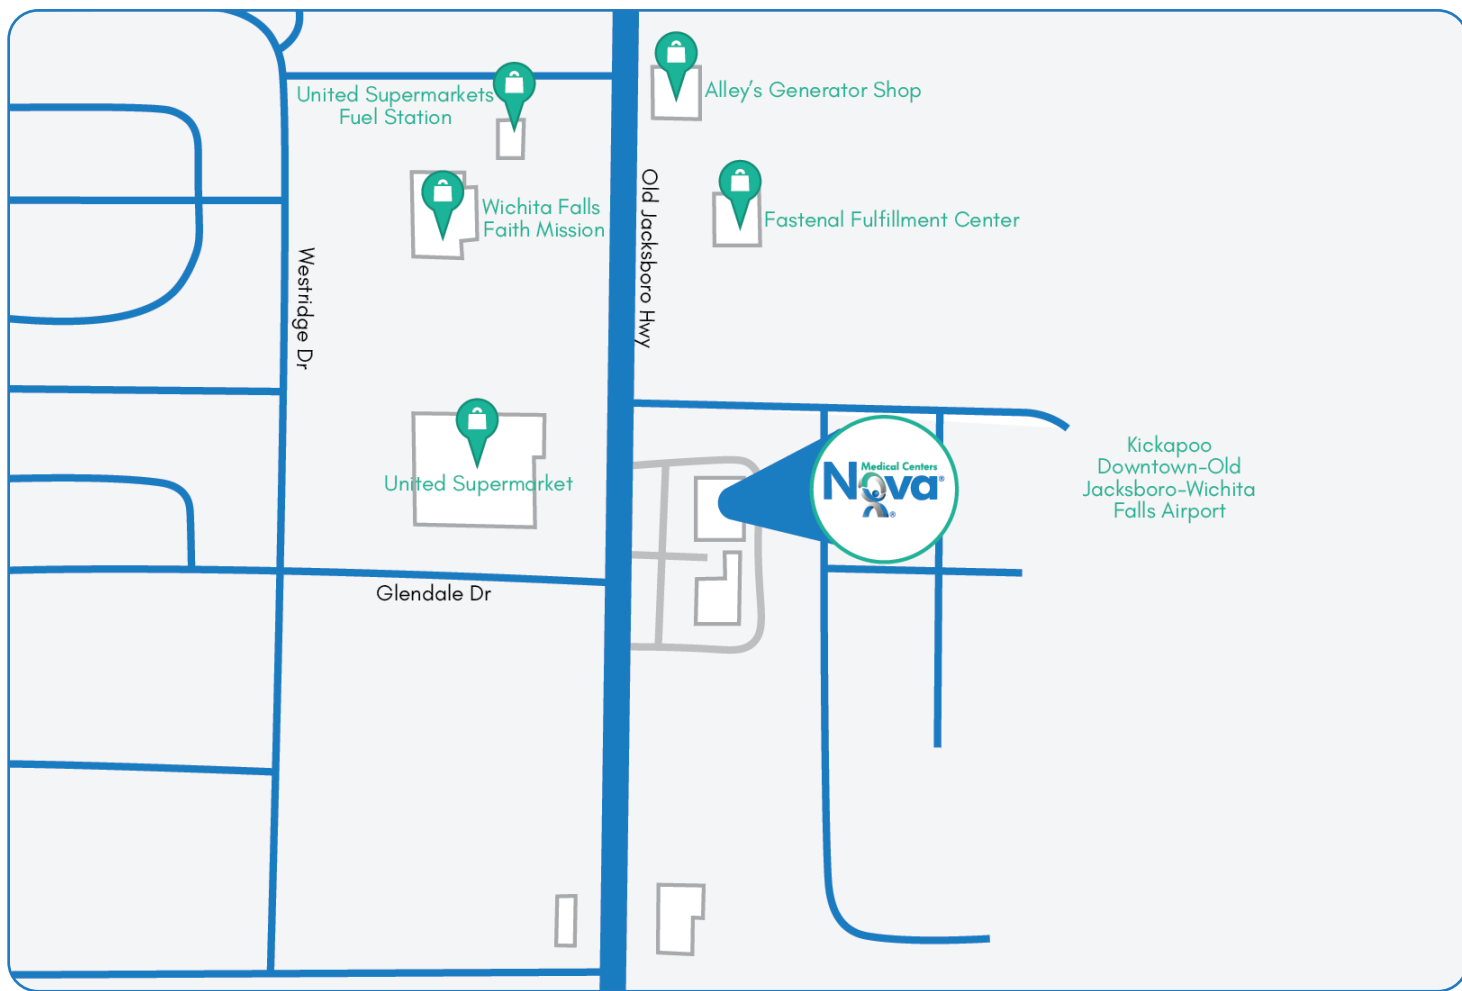 Alley's Generator Shop
United Supermarkets
Fuel Station
Wichita Falls
Faith Mission
Fastenal Fulfillment Center
Old Jacksboro Hwy
Westridge Dr
United Supermarket
Medical Centers
Nova®
®
Kickapoo
Downtown-Old
Jacksboro-Wichita
Falls Airport
Glendale Dr